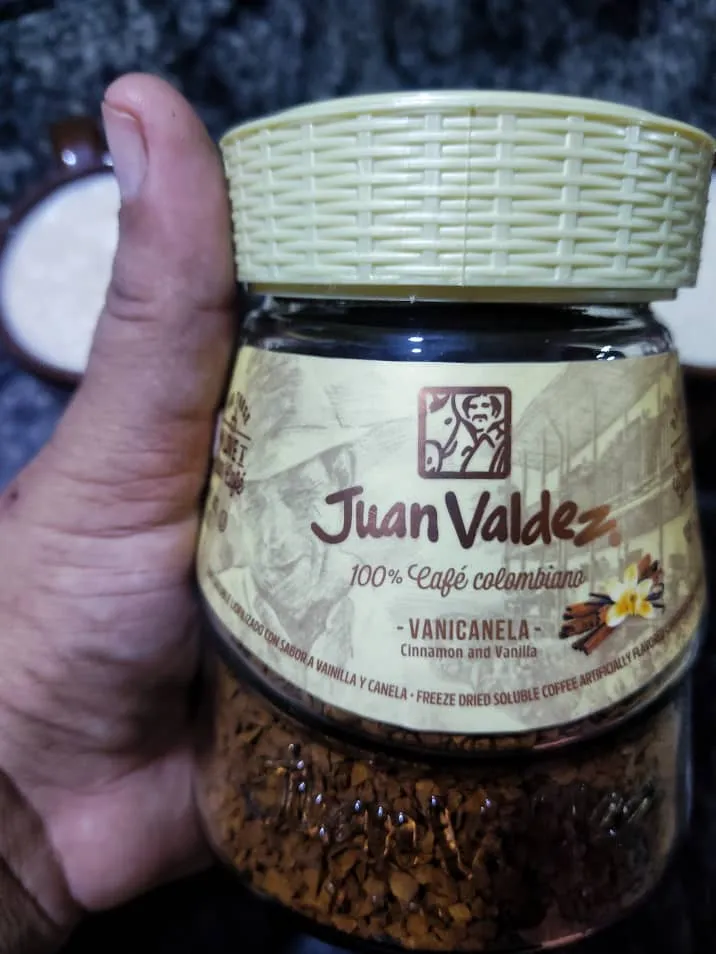 Juan Valdez
100% Café colombiano
- VANICANELA -
Cinnamon and Vanilla
LIOFILIZADO CON SABOR A VAINILLA Y CANELA • FREEZE DRIED SOLUBLE COFFEE ARTIFICIALLY FLAVORED